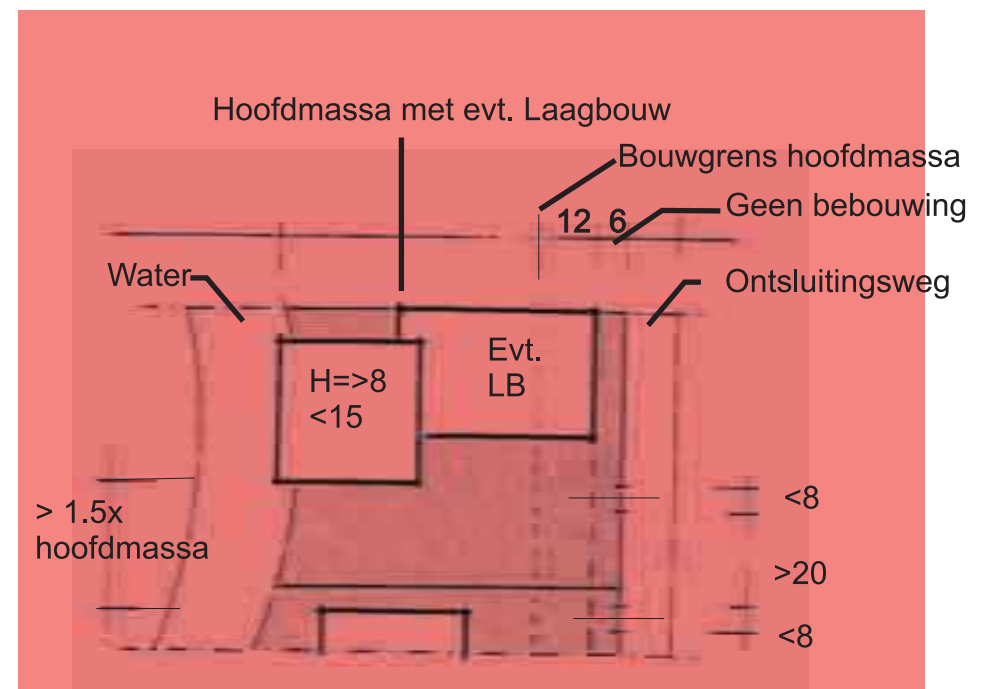 Hoofdmassa met evt. Laagbouw
Bouwgrens hoofdmassa
Geen bebouwing
12 6
Water
Ontsluitingsweg
Evt.
LB
H=>8
<15
> 1.5x
hoofdmassa
<8
>20
<8